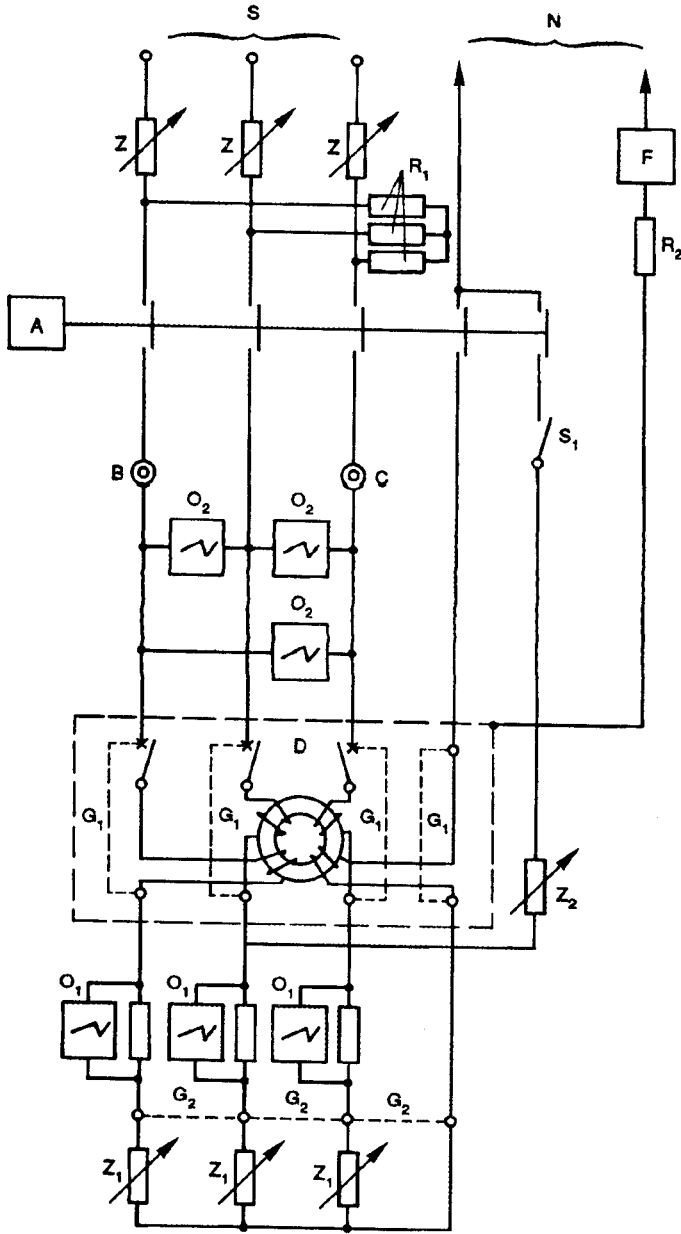 S N
Z Z Z F
R₁
R₂
A
S₁
B C
O₂ O₂
O₂
D
G₁ G₁ G₁ G₁
Z₂
O₁ O₁ O₁
G₂ G₂ G₂
Z₁ Z₁ Z₁